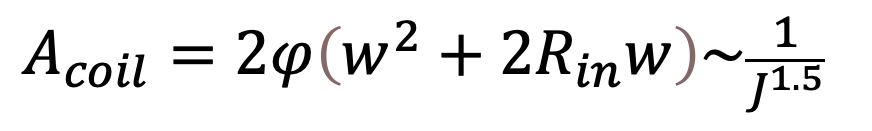 A_coil = 2φ(w² + 2R_in w)~1/J^1.5